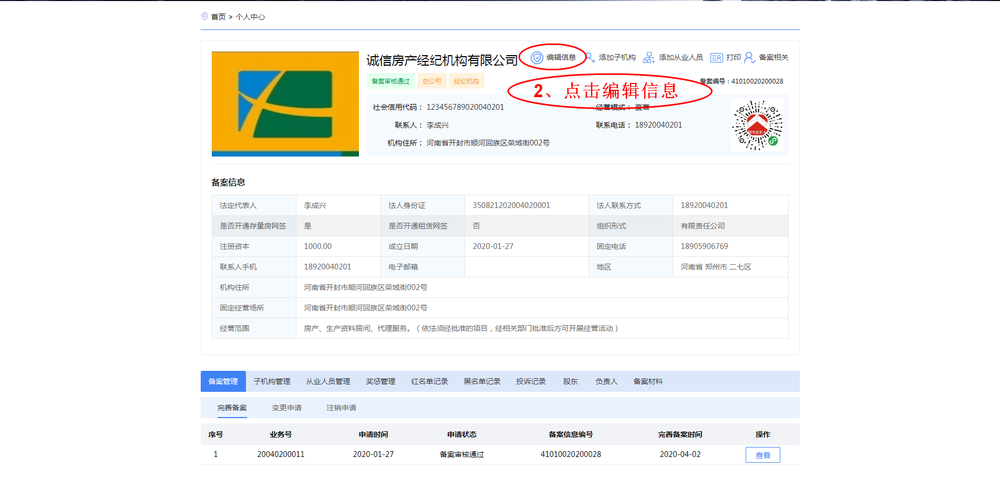 首页 > 个人中心
诚信房产经纪机构有限公司 编辑信息 添加子机构 添加从业人员 打印 备案相关
备案审核通过 总公司 经纪机构 备案编号：41010020200028
2、点击编辑信息
社会信用代码： 123456789020040201 经营模式： 直营
联系人： 李成兴 联系电话： 18920040201
机构住所： 河南省开封市顺河回族区荣域街002号
HNREA
备案信息
法定代表人 李成兴 法人身份证 350821202004020001 法人联系方式 18920040201
是否开通存量房网签 是 是否开通租赁网签 否 组织形式 有限责任公司
注册资本 1000.00 成立日期 2020-01-27 固定电话 18905906769
联系人手机 18920040201 电子邮箱 地区 河南省 郑州市 二七区
机构住所 河南省开封市顺河回族区荣域街002号
固定经营场所 河南省开封市顺河回族区荣域街002号
经营范围 房产、生产资料居间、代理服务。（依法须经批准的项目，经相关部门批准后方可开展经营活动）
备案管理 子机构管理 从业人员管理 奖惩管理 红名单记录 黑名单记录 投诉记录 股东 负责人 备案材料
完善备案 变更申请 注销申请
序号 业务号 申请时间 申请状态 备案信息编号 完善备案时间 操作
1 20040200011 2020-01-27 备案审核通过 41010020200028 2020-04-02 查看